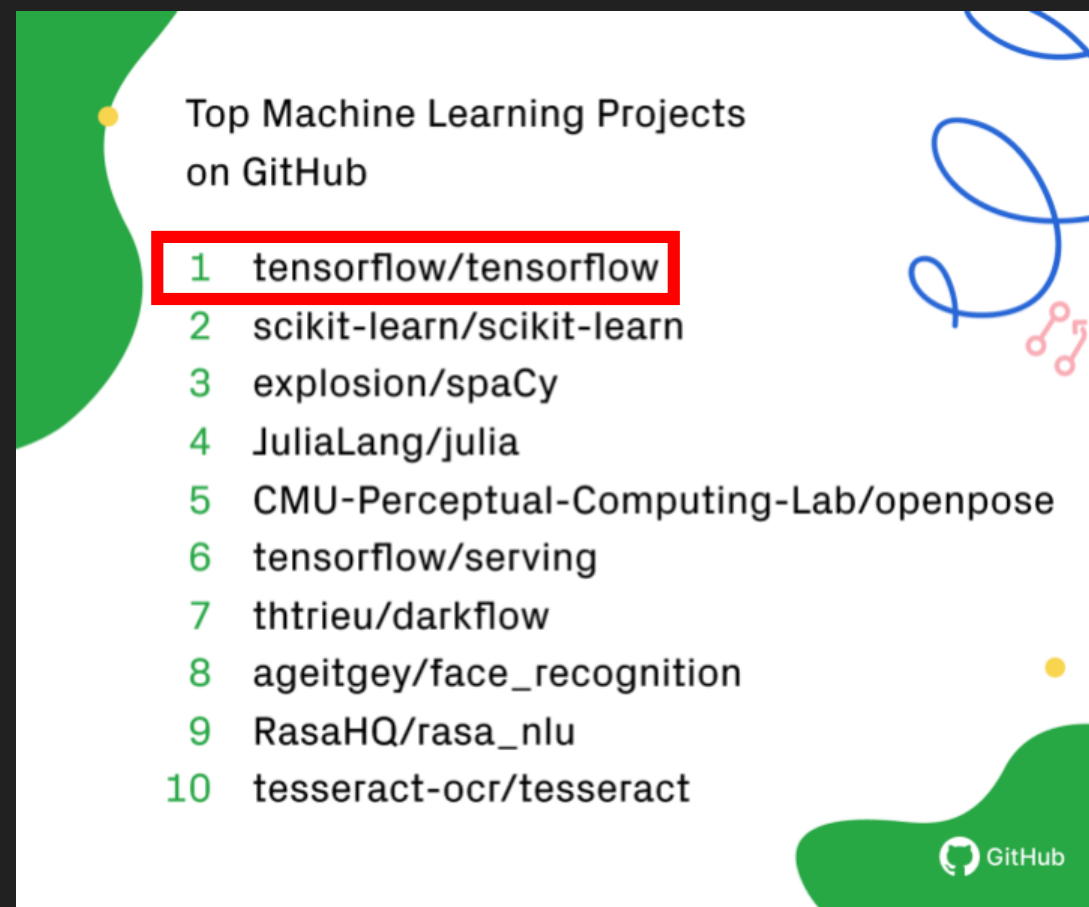 Top Machine Learning Projects
on GitHub
1 tensorflow/tensorflow
2 scikit-learn/scikit-learn
3 explosion/spaCy
4 JuliaLang/julia
5 CMU-Perceptual-Computing-Lab/openpose
6 tensorflow/serving
7 thtrieu/darkflow
8 ageitgey/face_recognition
9 RasaHQ/rasa_nlu
10 tesseract-ocr/tesseract
GitHub